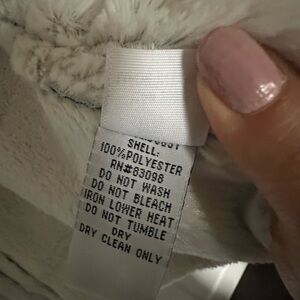 SHELL:
100%POLYESTER
RN#83098
DO NOT WASH
DO NOT BLEACH
IRON LOWER HEAT
DO NOT TUMBLE
DRY
DRY CLEAN ONLY